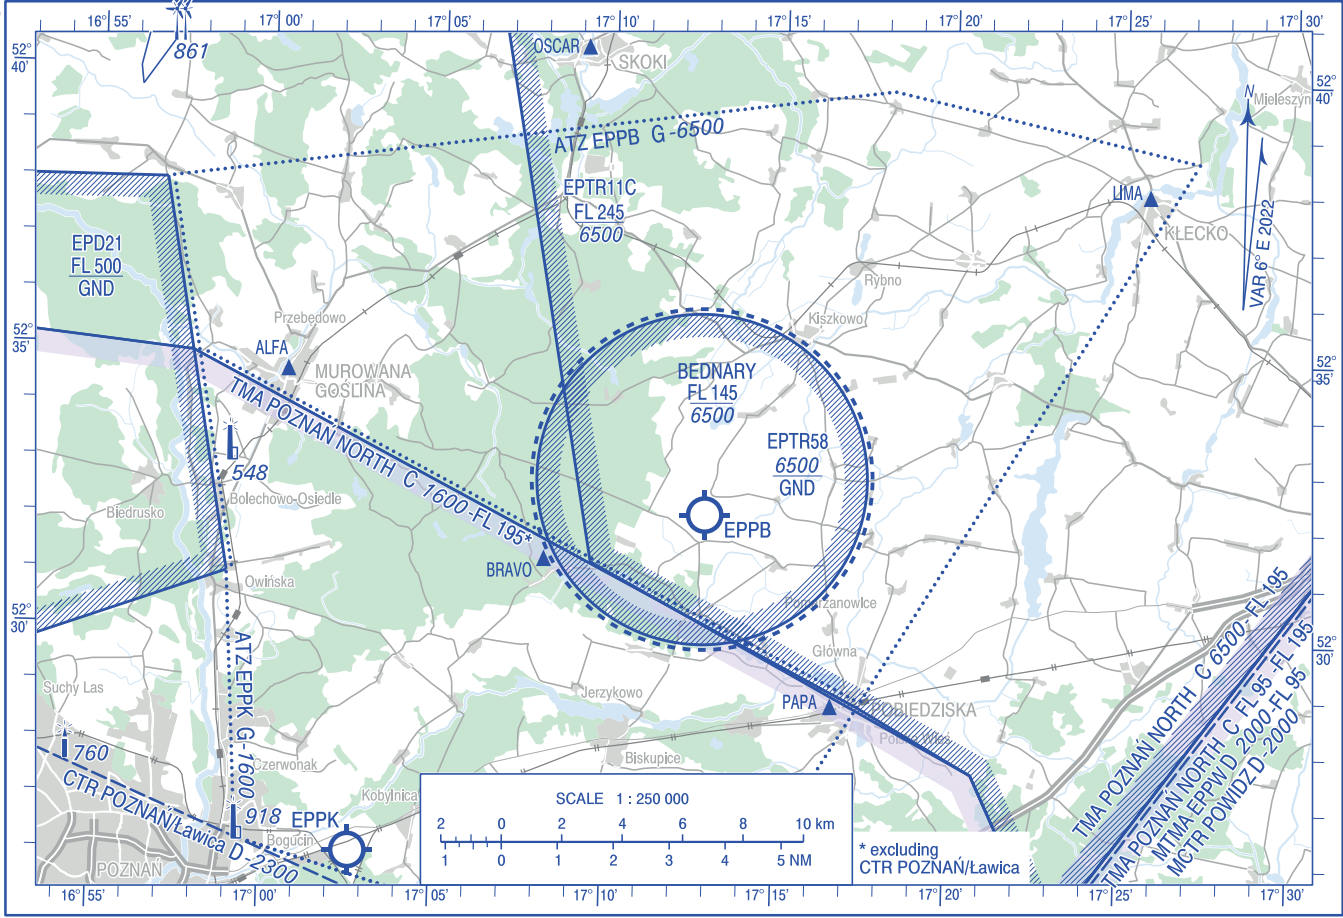 16°55'
17°00'
17°05'
17°10'
17°15'
17°20'
17°25'
17°30'
52°
40'
861
OSCAR
SKOKI
52°
40'
N
Mieleszyn
ATZ EPPB G-6500
VAR 6° E 2022
EPTR11C
FL 245
6500
LIMA
KŁECKO
EPD21
FL 500
GND
Rybno
Przebędowo
Kiszkowo
52°
35'
ALFA
MUROWANA
GOŚLINA
BEDNARY
FL 145
6500
52°
35'
TMA POZNAŃ NORTH C 1600-FL 195*
EPTR58
6500
GND
548
Bolechowo-Osiedle
Biedrusko
EPPB
BRAVO
Owińska
Pomarzanowice
52°
30'
ATZ EPPK G-1600
Główna
52°
30'
Suchy Las
Jerzykowo
PAPA
POBIEDZISKA
Polska Wieś
TMA POZNAŃ NORTH C 6500-FL 195
TMA POZNAŃ NORTH C FL 95-FL 195
MTMA EPPW D 2000-FL 95
MCTR POWIDZ D 2000
760
Biskupice
Czerwonak
CTR POZNAŃ/Ławica D-2300
Kobylnica
918
EPPK
Bogucin
POZNAŃ
SCALE 1 : 250 000
2 0 2 4 6 8 10 km
1 0 1 2 3 4 5 NM
* excluding
CTR POZNAŃ/Ławica
16°55'
17°00'
17°05'
17°10'
17°15'
17°20'
17°25'
17°30'